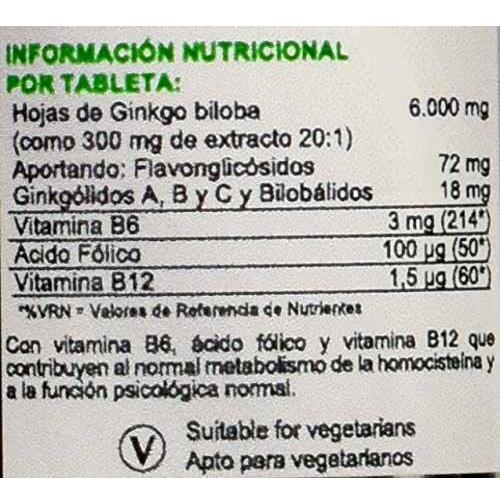 INFORMACIÓN NUTRICIONAL
POR TABLETA:
Hojas de Ginkgo biloba 6.000 mg
(como 300 mg de extracto 20:1)
Aportando: Flavonglicósidos 72 mg
Ginkgólidos A, B y C y Bilobálidos 18 mg
Vitamina B6 3 mg (214*)
Ácido Fólico 100 µg (50*)
Vitamina B12 1,5 µg (60*)
*%VRN = Valores de Referencia de Nutrientes
Con vitamina B6, ácido fólico y vitamina B12 que
contribuyen al normal metabolismo de la homocisteína y
a la función psicológica normal.
V
Suitable for vegetarians
Apto para vegetarianos